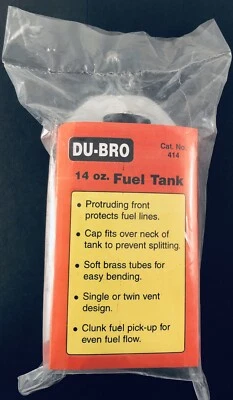 DU-BRO
Cat. No.
414
14 oz. Fuel Tank
• Protruding front
protects fuel lines.
• Cap fits over neck of
tank to prevent splitting.
• Soft brass tubes for
easy bending.
• Single or twin vent
design.
• Clunk fuel pick-up for
even fuel flow.